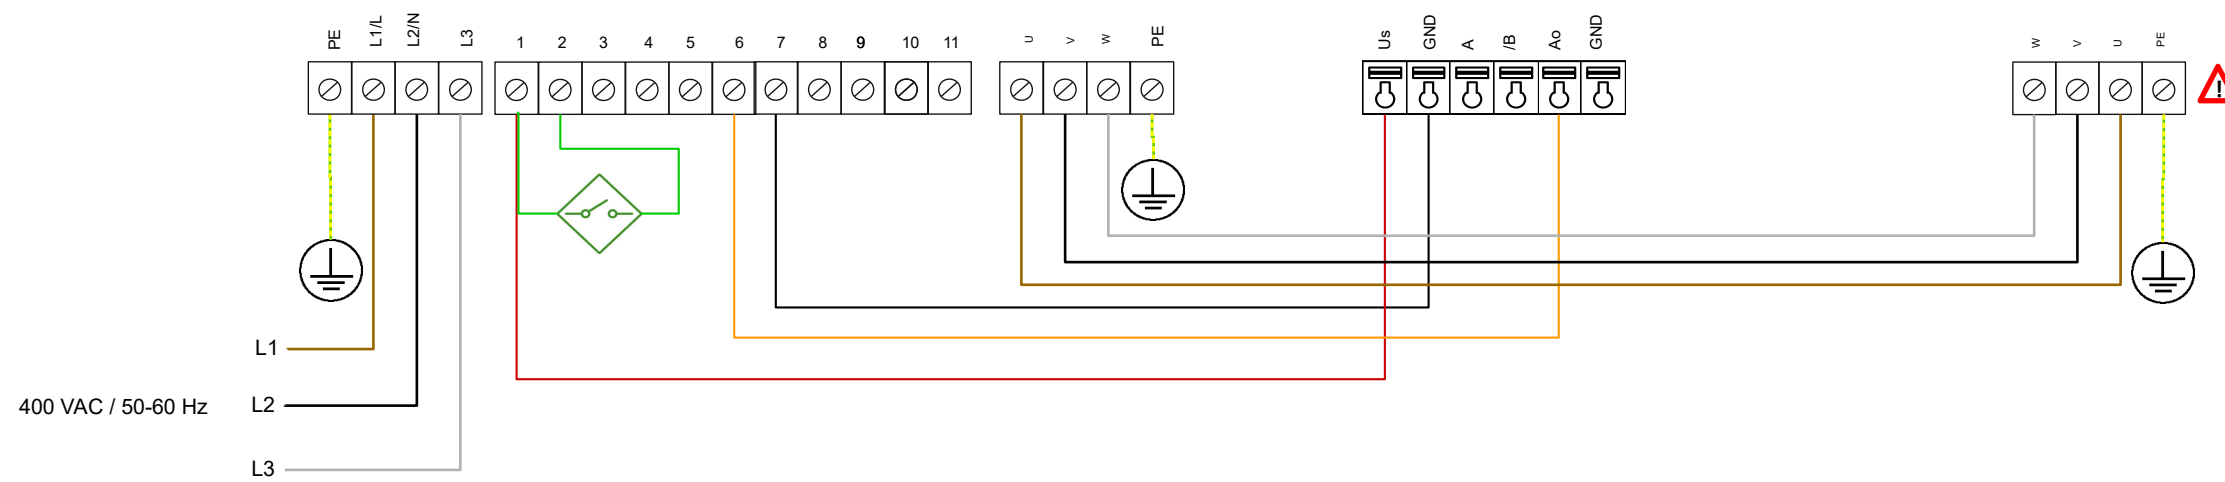 PE L1/L L2/N L3
1 2 3 4 5 6 7 8 9 10 11
U V W PE
Us GND A /B Ao GND
W V U PE
!
L1
400 VAC / 50-60 Hz L2
L3